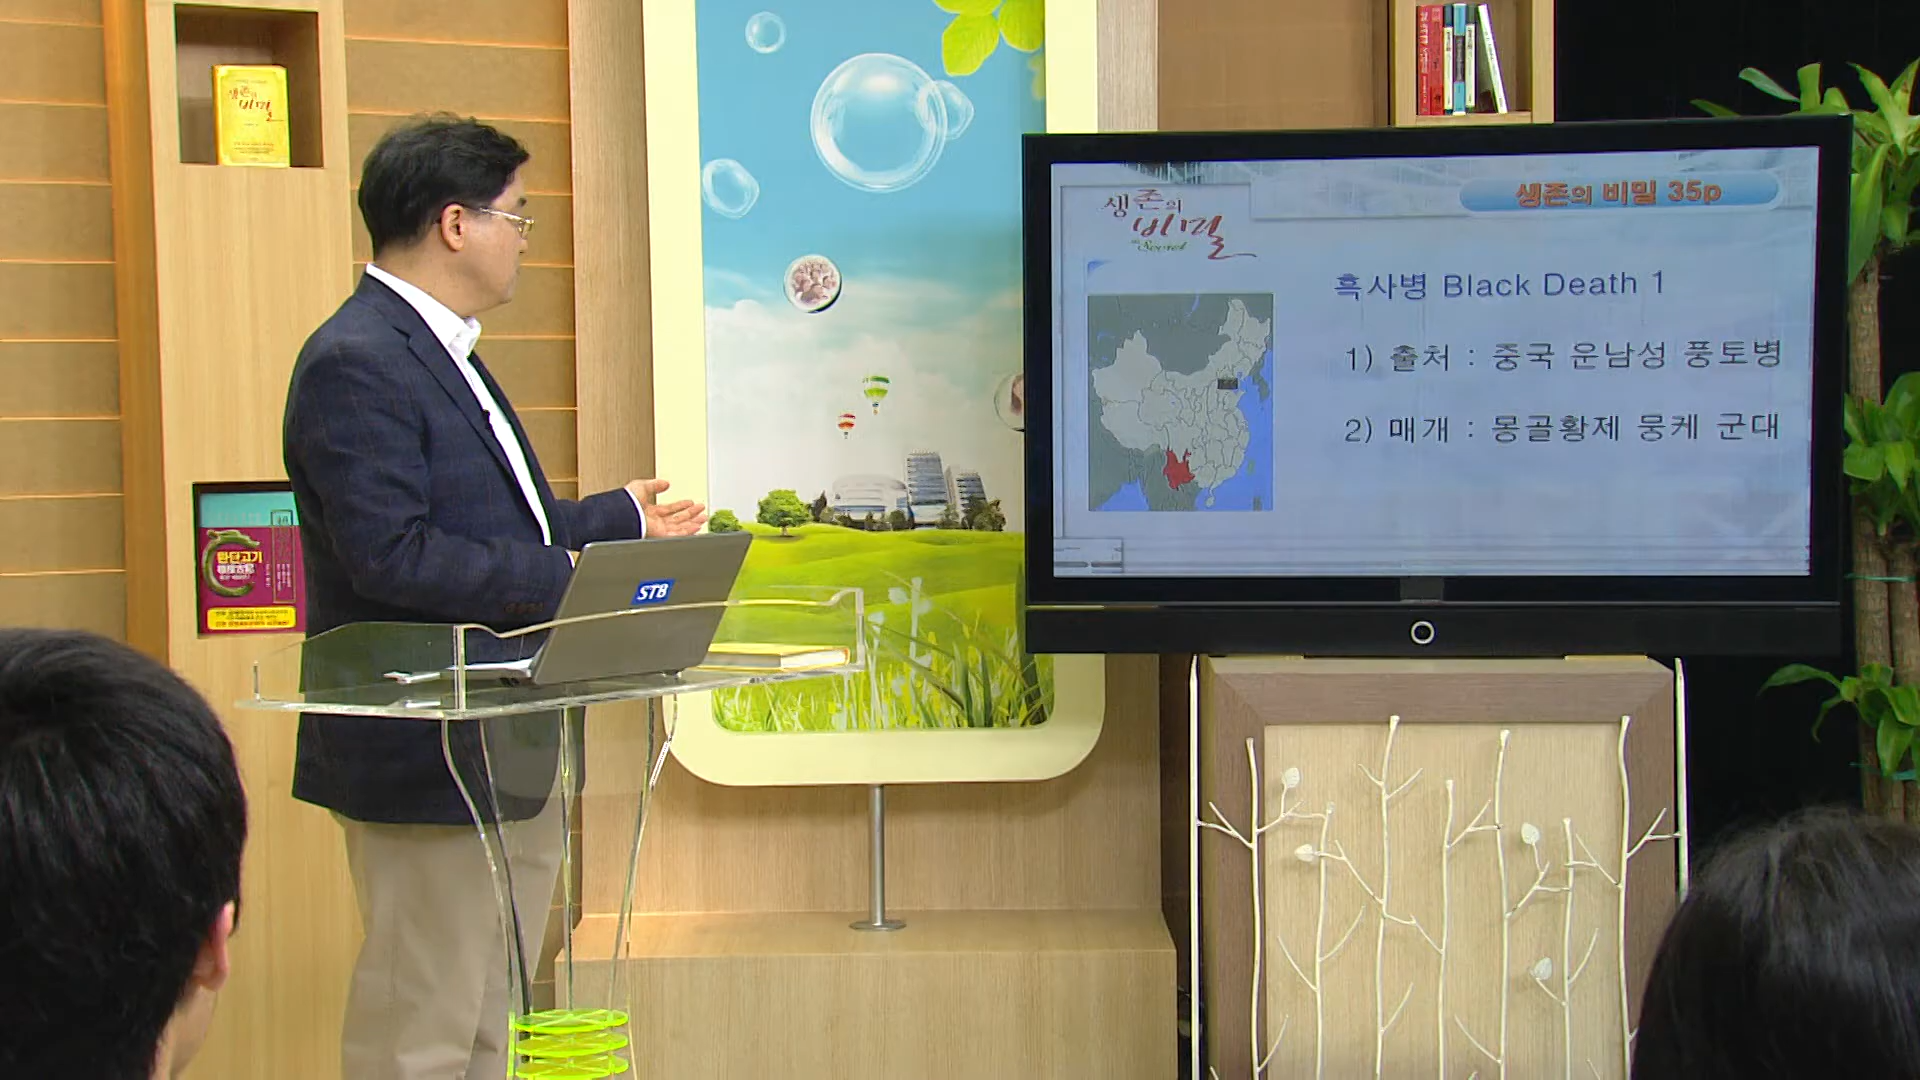 생존의
비밀
생존의 비밀 35p
생존의
비밀
Secret
흑사병 Black Death 1
1) 출처 : 중국 운남성 풍토병
2) 매개 : 몽골황제 뭉케 군대
환단고기
STB